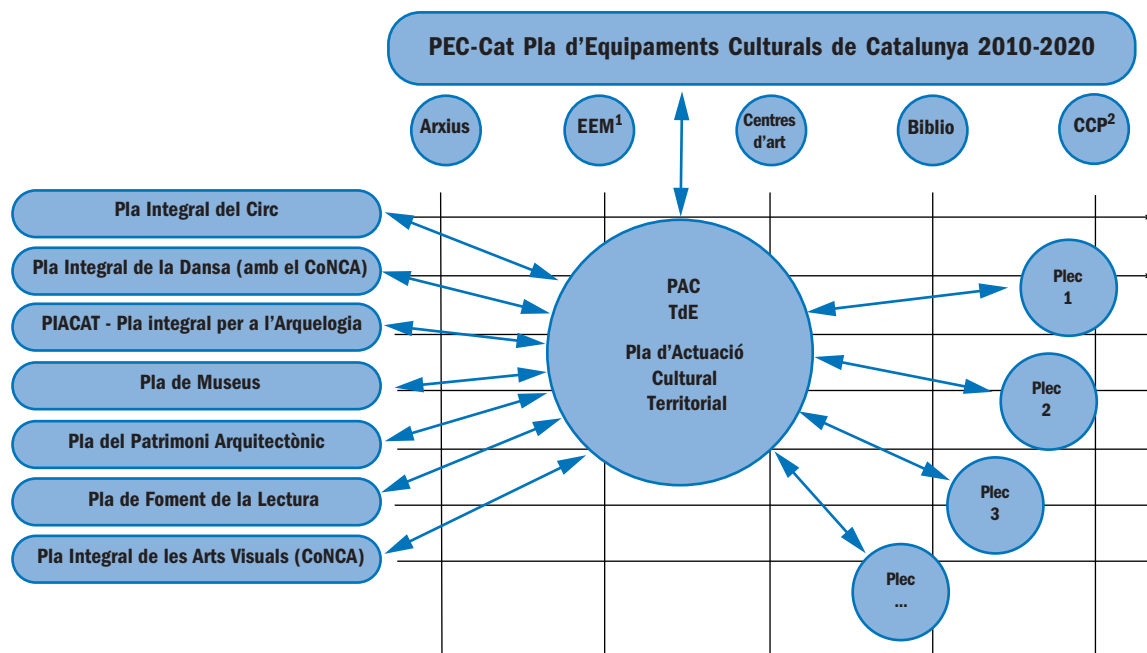 PEC-Cat Pla d'Equipaments Culturals de Catalunya 2010-2020
Arxius
EEM¹
Centres
d'art
Biblio
CCP²
Pla Integral del Circ
Pla Integral de la Dansa (amb el CoNCA)
PIACAT - Pla integral per a l'Arquelogia
Pla de Museus
Pla del Patrimoni Arquitectònic
Pla de Foment de la Lectura
Pla Integral de les Arts Visuals (CoNCA)
PAC
TdE
Pla d'Actuació
Cultural
Territorial
Plec
1
Plec
2
Plec
3
Plec
...